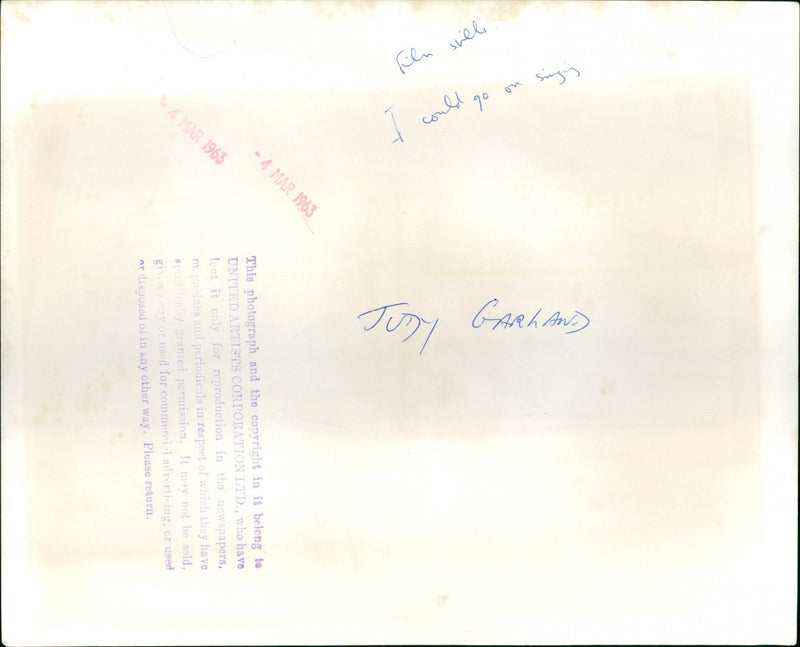 Film stills.
I could go on singing
- 4 MAR 1963
- 4 MAR 1963
JUDY GARLAND
This photograph and the copyright in it belong to
UNITED ARTISTS CORPORATION LTD., who have
lent it only for reproduction in the newspapers,
magazines and periodicals in respect of which they have
specifically granted permission. It may not be sold,
given away or used for commercial advertising, or used
or disposed of in any other way. Please return.